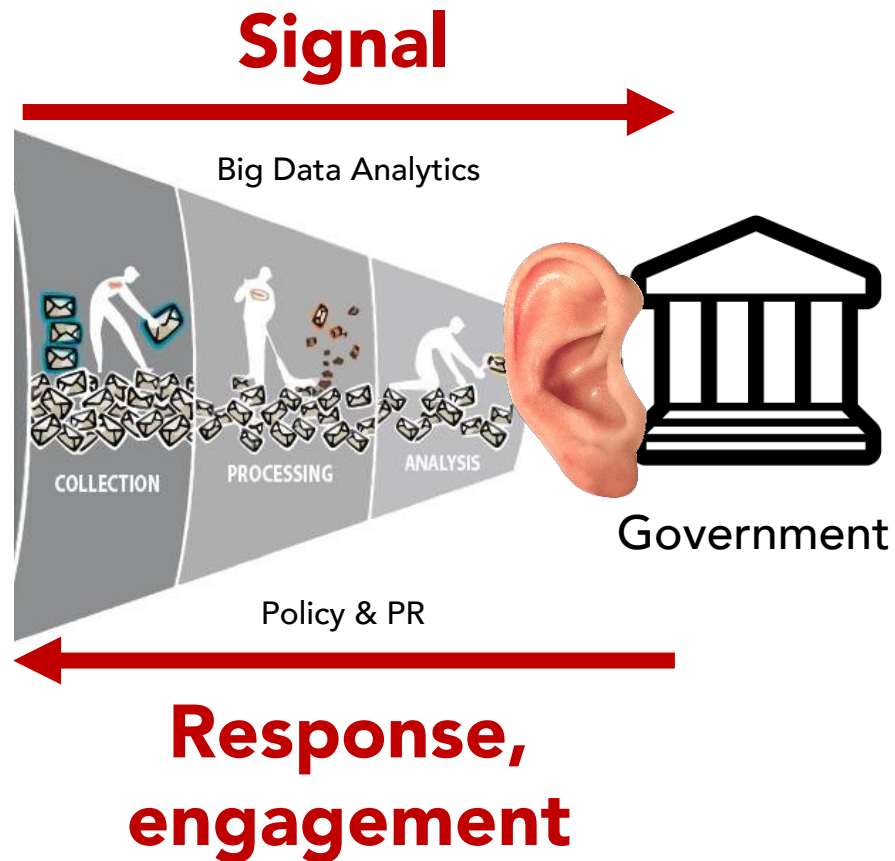 Signal
Big Data Analytics
COLLECTION
PROCESSING
ANALYSIS
Government
Policy & PR
Response,
engagement